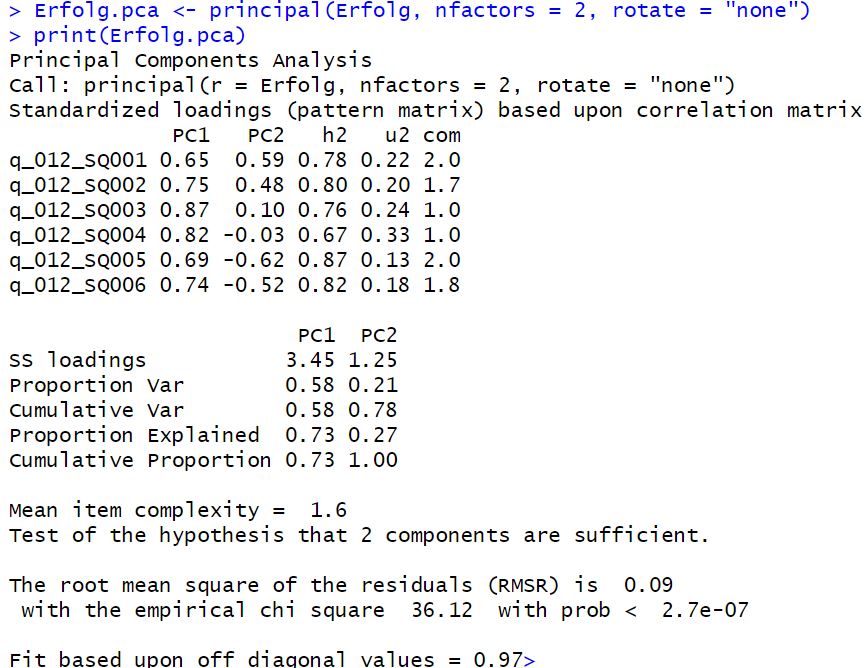 > Erfolg.pca <- principal(Erfolg, nfactors = 2, rotate = "none")
> print(Erfolg.pca)
Principal Components Analysis
Call: principal(r = Erfolg, nfactors = 2, rotate = "none")
Standardized loadings (pattern matrix) based upon correlation matrix
PC1 PC2 h2 u2 com
q_012_SQ001 0.65 0.59 0.78 0.22 2.0
q_012_SQ002 0.75 0.48 0.80 0.20 1.7
q_012_SQ003 0.87 0.10 0.76 0.24 1.0
q_012_SQ004 0.82 -0.03 0.67 0.33 1.0
q_012_SQ005 0.69 -0.62 0.87 0.13 2.0
q_012_SQ006 0.74 -0.52 0.82 0.18 1.8
PC1 PC2
SS loadings 3.45 1.25
Proportion Var 0.58 0.21
Cumulative Var 0.58 0.78
Proportion Explained 0.73 0.27
Cumulative Proportion 0.73 1.00
Mean item complexity = 1.6
Test of the hypothesis that 2 components are sufficient.
The root mean square of the residuals (RMSR) is 0.09
with the empirical chi square 36.12 with prob < 2.7e-07
Fit based upon off diagonal values = 0.97>